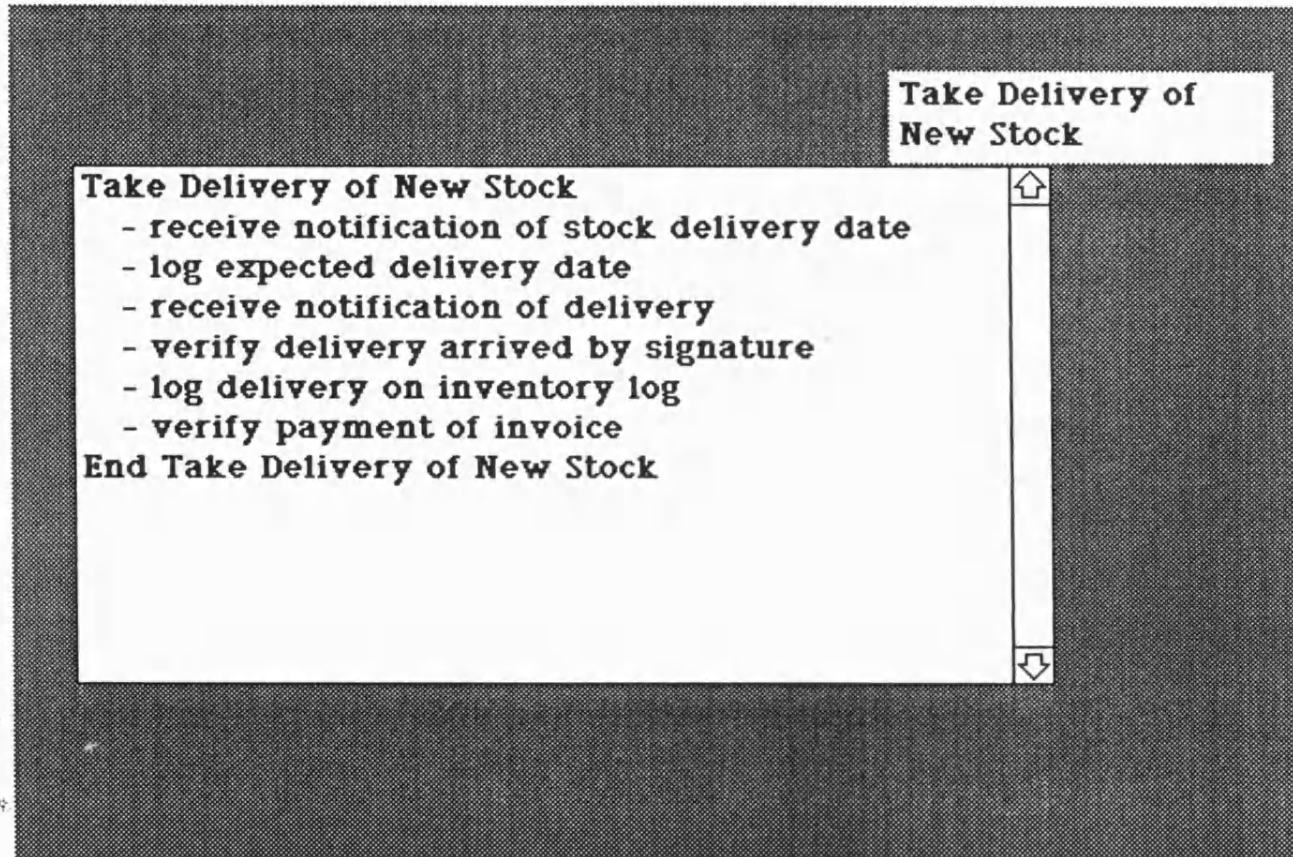 Take Delivery of
New Stock
Take Delivery of New Stock
- receive notification of stock delivery date
- log expected delivery date
- receive notification of delivery
- verify delivery arrived by signature
- log delivery on inventory log
- verify payment of invoice
End Take Delivery of New Stock